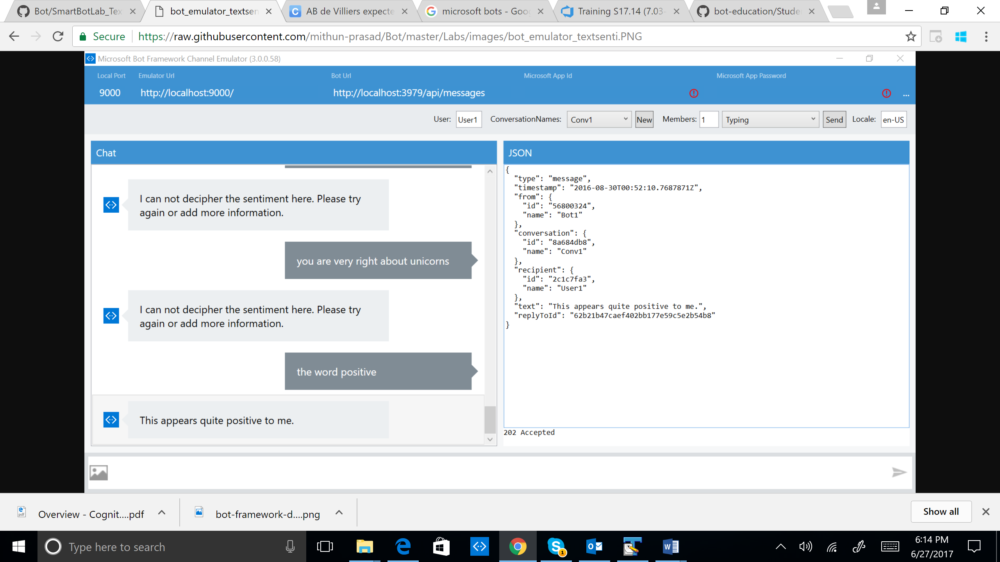 Bot/SmartBotLab_Tex
bot_emulator_textsen
AB de Villiers expecte
microsoft bots - Goog
Training S17.14 (7.03-
bot-education/Stude
Secure
https://raw.githubusercontent.com/mithun-prasad/Bot/master/Labs/images/bot_emulator_textsenti.PNG
Microsoft Bot Framework Channel Emulator (3.0.0.58)
Local Port
Emulator Url
Bot Url
Microsoft App Id
Microsoft App Password
9000
http://localhost:9000/
http://localhost:3979/api/messages
...
User: User1 ConversationNames: Conv1 New Members: 1 Typing Send Locale: en-US
Chat
I can not decipher the sentiment here. Please try
again or add more information.
you are very right about unicorns
I can not decipher the sentiment here. Please try
again or add more information.
the word positive
This appears quite positive to me.
JSON
{
"type": "message",
"timestamp": "2016-08-30T00:52:10.7687871Z",
"from": {
"id": "56800324",
"name": "Bot1"
},
"conversation": {
"id": "8a684db8",
"name": "Conv1"
},
"recipient": {
"id": "2c1c7fa3",
"name": "User1"
},
"text": "This appears quite positive to me.",
"replyToId": "62b21b47caef402bb177e59c5e2b54b8"
}
202 Accepted
Overview - Cognit....pdf
bot-framework-d....png
Show all
Type here to search
1
6:14 PM
6/27/2017